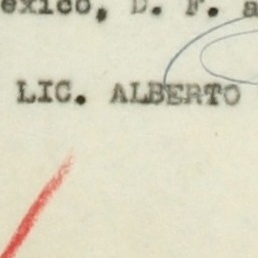 exico, D. F. a
LIC. ALBERTO